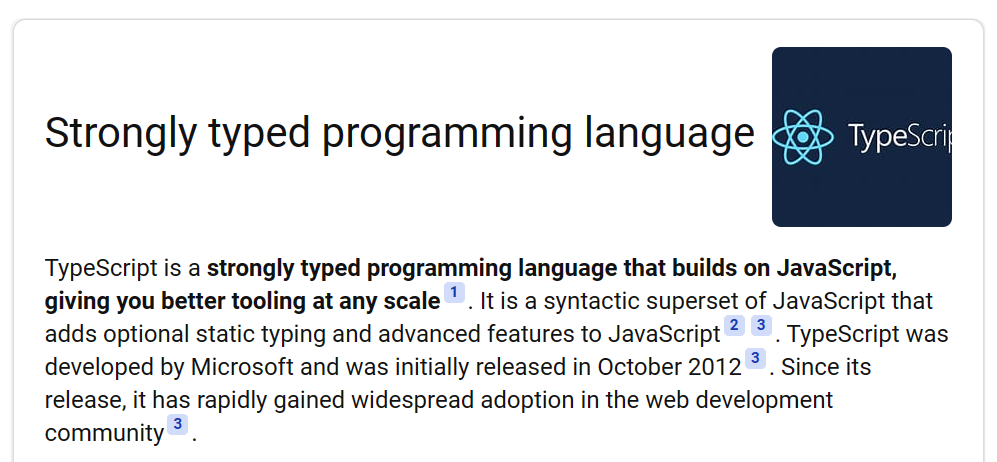 Strongly typed programming language
TypeScrip
TypeScript is a strongly typed programming language that builds on JavaScript,
giving you better tooling at any scale 1 . It is a syntactic superset of JavaScript that
adds optional static typing and advanced features to JavaScript 2 3 . TypeScript was
developed by Microsoft and was initially released in October 2012 3 . Since its
release, it has rapidly gained widespread adoption in the web development
community 3 .